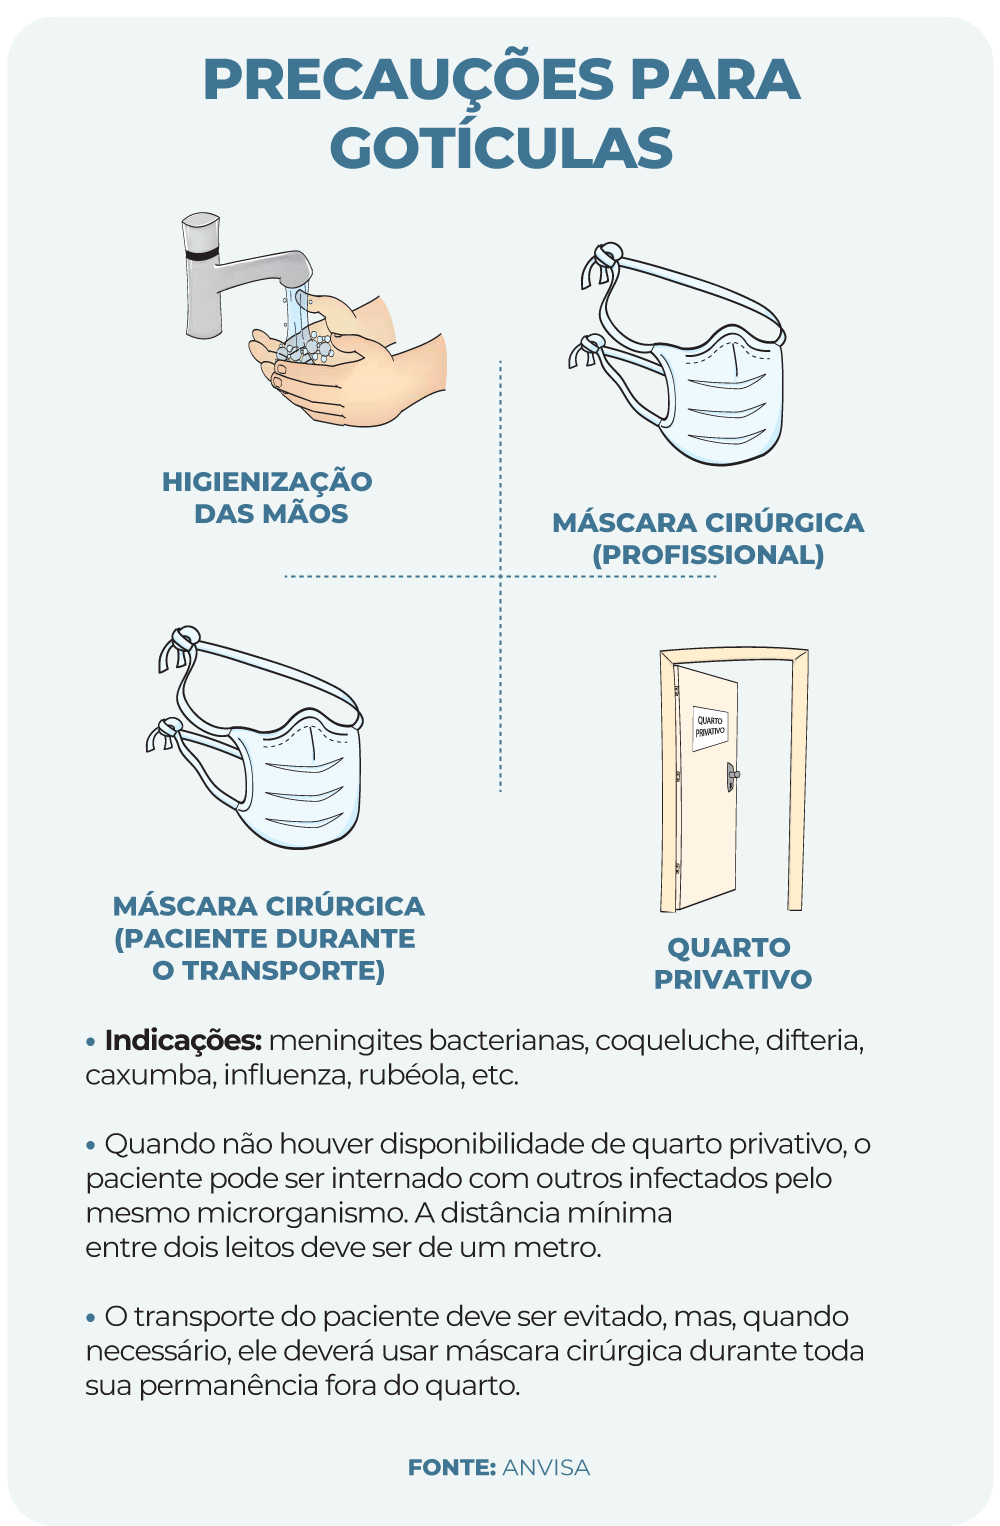 PRECAUÇÕES PARA
GOTÍCULAS
HIGIENIZAÇÃO
DAS MÃOS
MÁSCARA CIRÚRGICA
(PROFISSIONAL)
MÁSCARA CIRÚRGICA
(PACIENTE DURANTE
O TRANSPORTE)
QUARTO
PRIVATIVO
QUARTO
PRIVATIVO
• Indicações: meningites bacterianas, coqueluche, difteria,
caxumba, influenza, rubéola, etc.
• Quando não houver disponibilidade de quarto privativo, o
paciente pode ser internado com outros infectados pelo
mesmo microrganismo. A distância mínima
entre dois leitos deve ser de um metro.
• O transporte do paciente deve ser evitado, mas, quando
necessário, ele deverá usar máscara cirúrgica durante toda
sua permanência fora do quarto.
FONTE: ANVISA